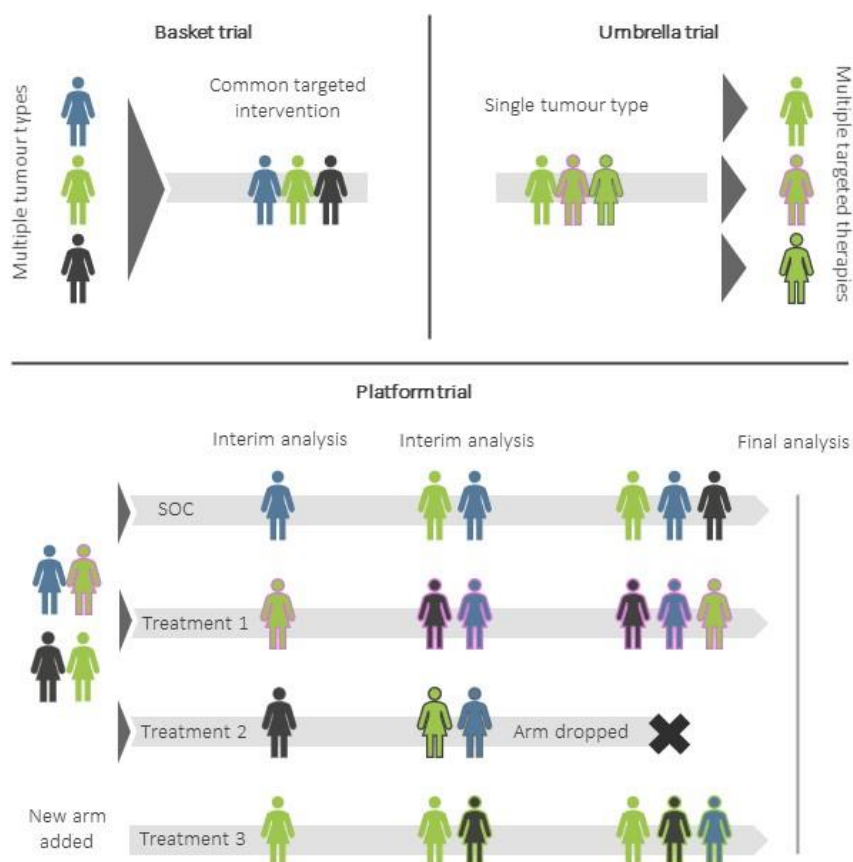 Basket trial
Umbrella trial
Multiple tumour types
Common targeted
intervention
Single tumour type
Multiple targeted
therapies
Platform trial
Interim analysis
Interim analysis
Final analysis
SOC
Treatment 1
Treatment 2
Arm dropped
New arm
added
Treatment 3